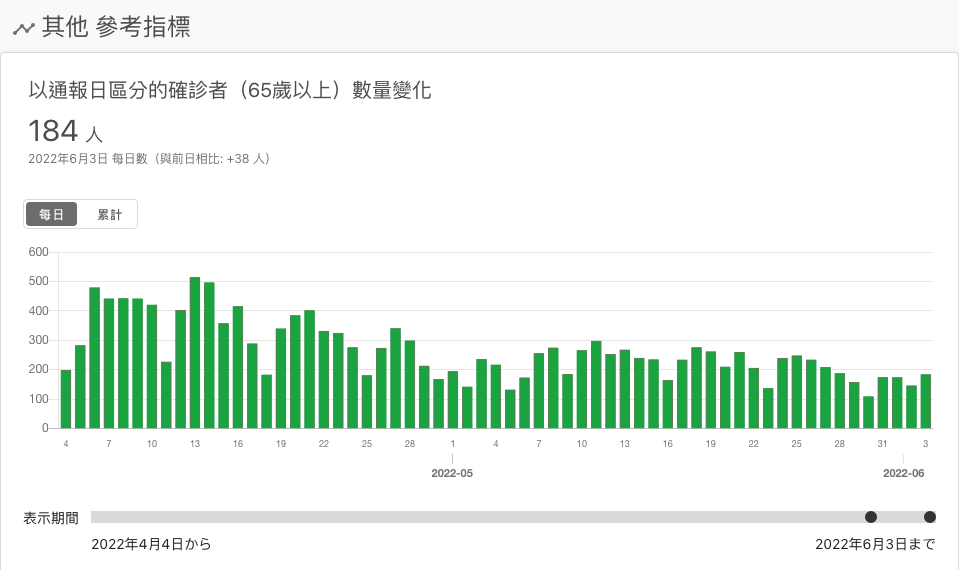 其他 參考指標
以通報日區分的確診者（65歲以上）數量變化
184 人
2022年6月3日 每日數（與前日相比: +38 人）
每日 累計
600
500
400
300
200
100
0
4 7 10 13 16 19 22 25 28 1 4 7 10 13 16 19 22 25 28 31 3
2022-05 2022-06
表示期間
2022年4月4日から 2022年6月3日まで